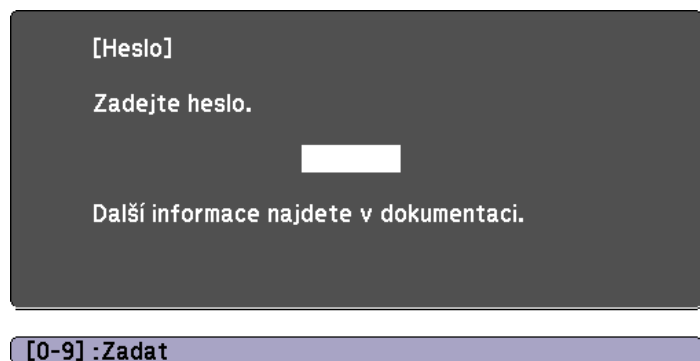 [Heslo]
Zadejte heslo.
Další informace najdete v dokumentaci.
[0-9] :Zadat